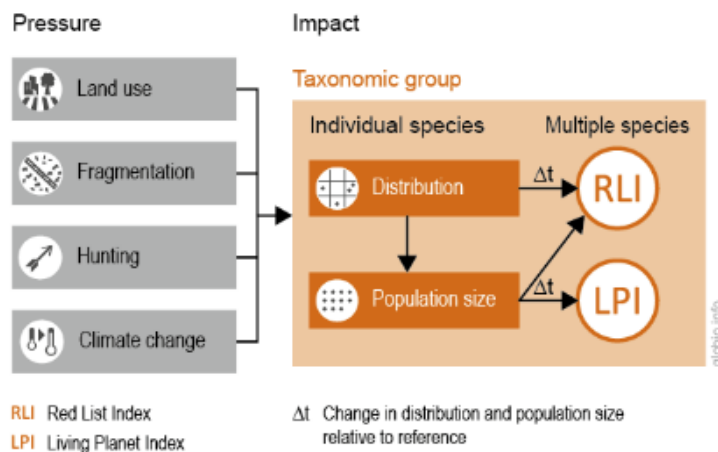 Pressure
Impact
Land use
Fragmentation
Hunting
Climate change
Taxonomic group
Individual species
Multiple species
Distribution
Δt
RLI
Population size
Δt
LPI
globio.info
RLI Red List Index
LPI Living Planet Index
Δt Change in distribution and population size
relative to reference